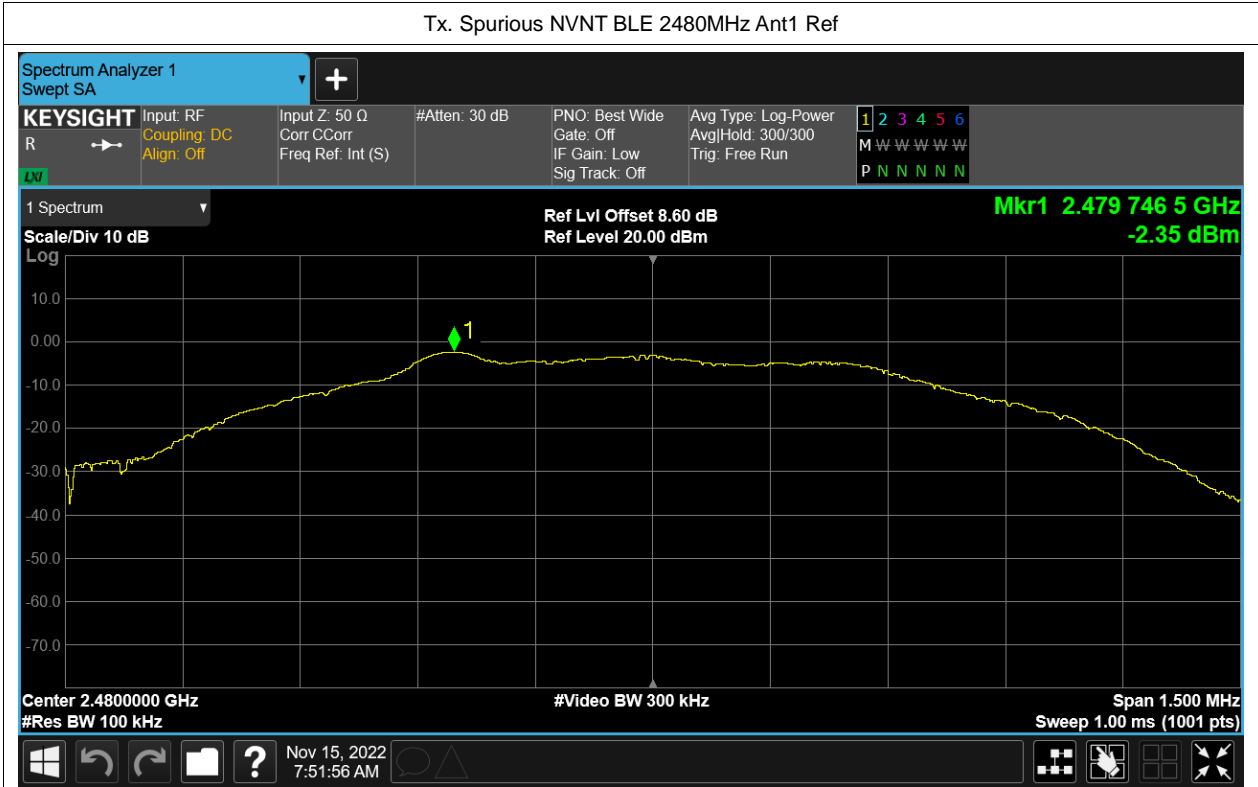 Tx. Spurious NVNT BLE 2480MHz Ant1 Ref
Spectrum Analyzer 1
Swept SA
KEYSIGHT
R
LXI
Input: RF
Coupling: DC
Align: Off
Input Z: 50 Ω
Corr CCorr
Freq Ref: Int (S)
#Atten: 30 dB
PNO: Best Wide
Gate: Off
IF Gain: Low
Sig Track: Off
Avg Type: Log-Power
Avg|Hold: 300/300
Trig: Free Run
1 2 3 4 5 6
M W W W W W
P N N N N N
1 Spectrum
Scale/Div 10 dB
Log
Ref Lvl Offset 8.60 dB
Ref Level 20.00 dBm
Mkr1 2.479 746 5 GHz
-2.35 dBm
1
10.0
0.00
-10.0
-20.0
-30.0
-40.0
-50.0
-60.0
-70.0
Center 2.4800000 GHz
#Res BW 100 kHz
#Video BW 300 kHz
Span 1.500 MHz
Sweep 1.00 ms (1001 pts)
?
Nov 15, 2022
7:51:56 AM